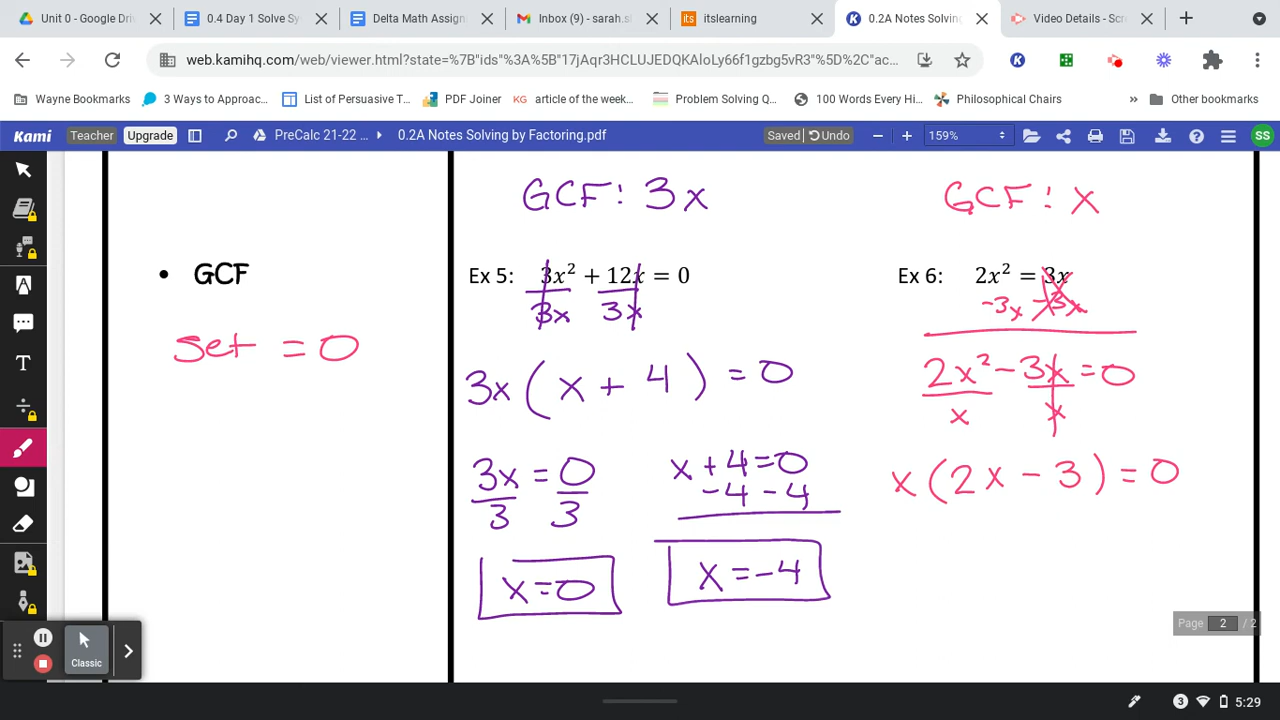 Unit 0 - Google Dri
0.4 Day 1 Solve Sy
Delta Math Assign
Inbox (9) - sarah.sl
itslearning
0.2A Notes Solving
Video Details - Scr
web.kamihq.com/web/viewer.html?state=%7B"ids"%3A%5B"17jAqr3HCLUJEDQKAloLy66f1gzbg5vR3"%5D%2C"ac...
Wayne Bookmarks
3 Ways to Approac...
List of Persuasive T...
PDF Joiner
KG article of the week...
Problem Solving Q...
100 Words Every Hi...
Philosophical Chairs
»
Other bookmarks
Kami
Teacher
Upgrade
PreCalc 21-22 ...
0.2A Notes Solving by Factoring.pdf
Saved
Undo
159%
SS
GCF: 3x
GCF: x
• GCF
Ex 5: 3x² + 12x = 0
Ex 6: 2x² = 3x
3x 3x
-3x -3x
set = 0
2x² - 3x = 0
x x
3x ( x + 4 ) = 0
3x = 0
3 3
x + 4 = 0
-4 -4
x ( 2x - 3 ) = 0
x = 0
x = -4
Page 2 / 2
Classic
3
5:29